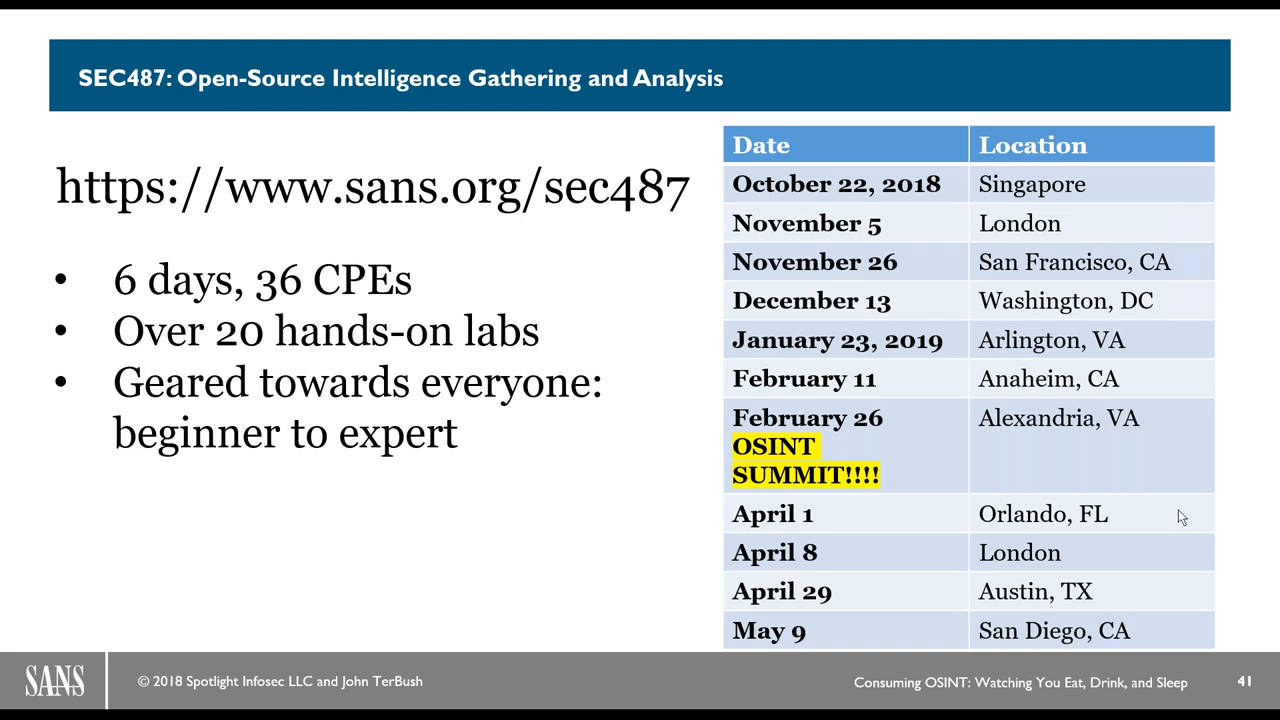 SEC487: Open-Source Intelligence Gathering and Analysis
https://www.sans.org/sec487
• 6 days, 36 CPEs
• Over 20 hands-on labs
• Geared towards everyone:
beginner to expert
Date Location
October 22, 2018 Singapore
November 5 London
November 26 San Francisco, CA
December 13 Washington, DC
January 23, 2019 Arlington, VA
February 11 Anaheim, CA
February 26 Alexandria, VA
OSINT
SUMMIT!!!!
April 1 Orlando, FL
April 8 London
April 29 Austin, TX
May 9 San Diego, CA
SANS © 2018 Spotlight Infosec LLC and John TerBush Consuming OSINT: Watching You Eat, Drink, and Sleep 41